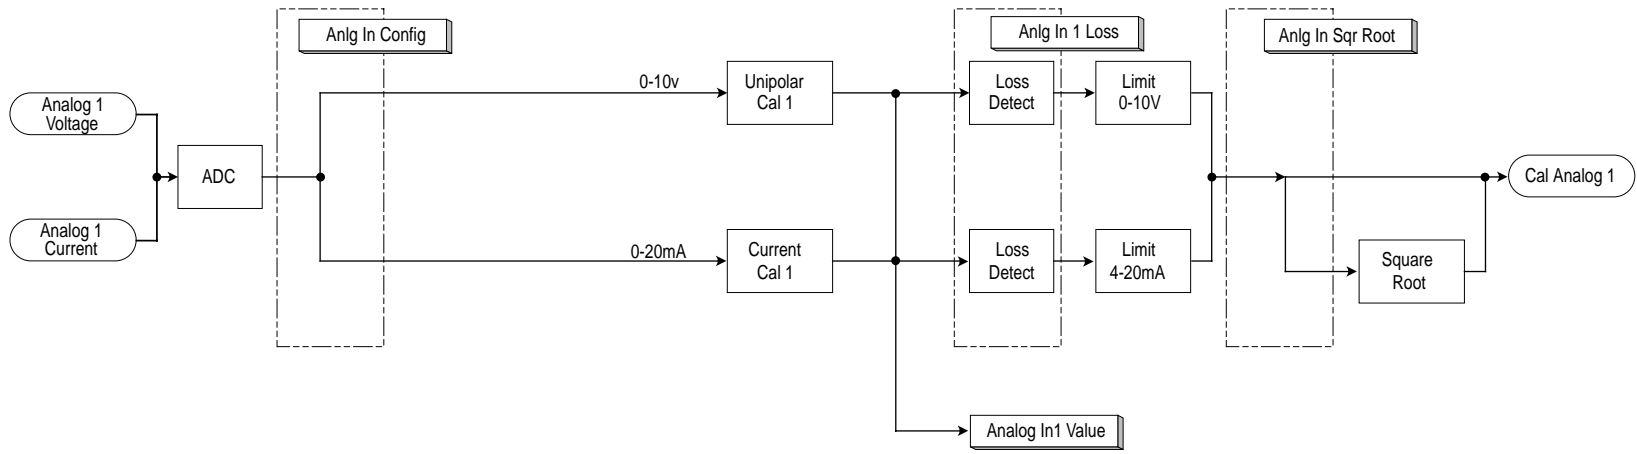 Anlg In Config
Anlg In 1 Loss
Anlg In Sqr Root
Analog 1
Voltage
ADC
Analog 1
Current
0-10v
Unipolar
Cal 1
Loss
Detect
Limit
0-10V
0-20mA
Current
Cal 1
Loss
Detect
Limit
4-20mA
Square
Root
Cal Analog 1
Analog In1 Value